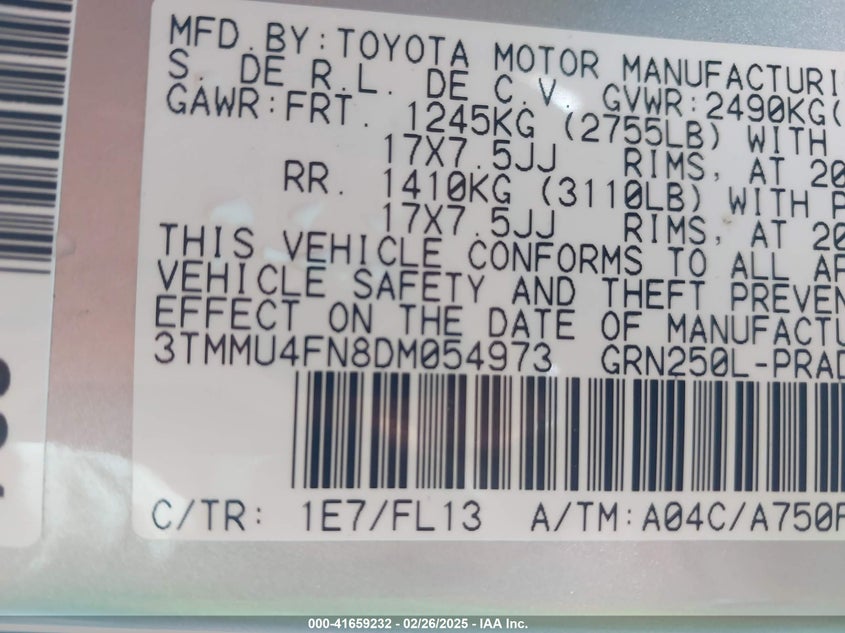 MFD.BY:TOYOTA MOTOR MANUFACTURI
S. DE R.L. DE C.V. GVWR:2490KG(
GAWR:FRT. 1245KG (2755LB) WITH
17X7.5JJ RIMS, AT 20
RR. 1410KG (3110LB) WITH P
17X7.5JJ RIMS, AT 20
THIS VEHICLE CONFORMS TO ALL AP
VEHICLE SAFETY AND THEFT PREVEN
EFFECT ON THE DATE OF MANUFACTU
3TMMU4FN8DM054973 GRN250L-PRAD
C/TR: 1E7/FL13 A/TM:A04C/A750F
000-41659232 - 02/26/2025 - IAA Inc.